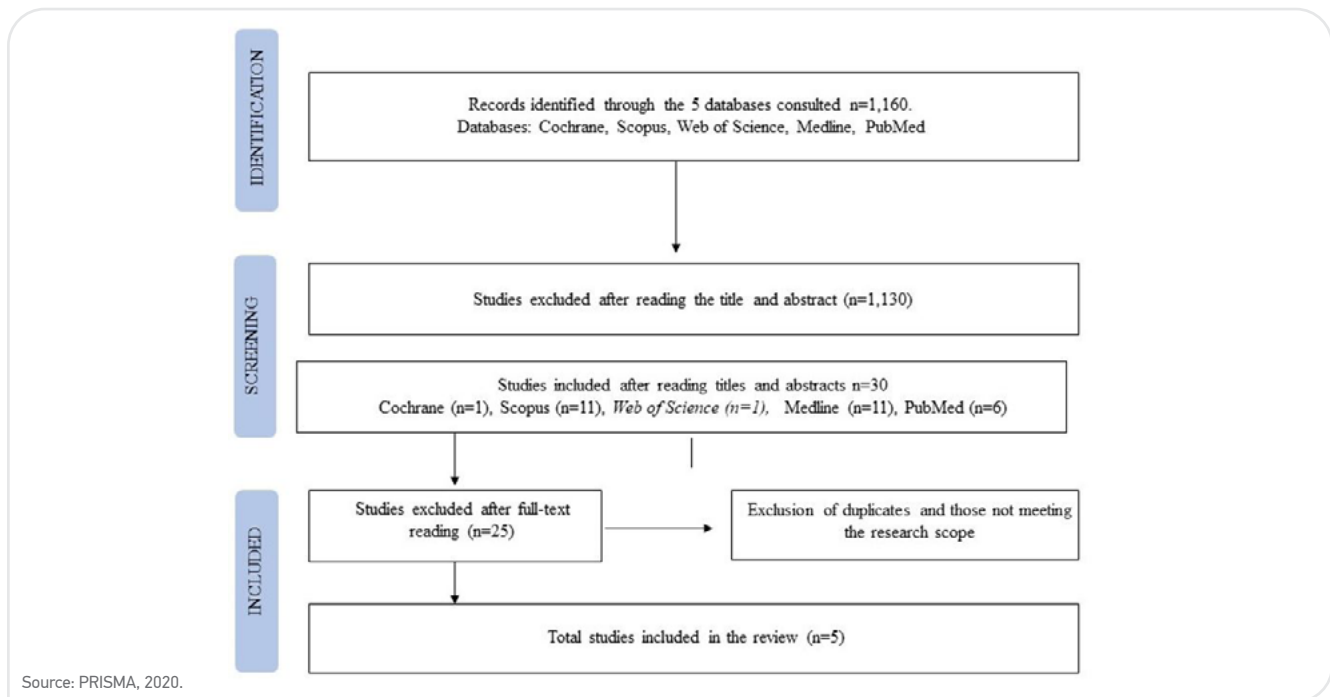 IDENTIFICATION
Records identified through the 5 databases consulted n=1,160.
Databases: Cochrane, Scopus, Web of Science, Medline, PubMed
SCREENING
Studies excluded after reading the title and abstract (n=1,130)
Studies included after reading titles and abstracts n=30
Cochrane (n=1), Scopus (n=11), Web of Science (n=1), Medline (n=11), PubMed (n=6)
INCLUDED
Studies excluded after full-text
reading (n=25)
Exclusion of duplicates and those not meeting
the research scope
Total studies included in the review (n=5)
Source: PRISMA, 2020.